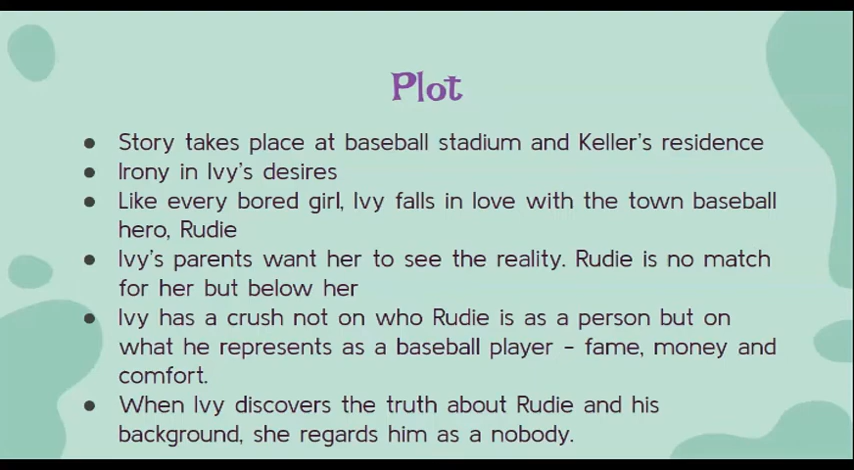 Plot
● Story takes place at baseball stadium and Keller's residence
● Irony in Ivy's desires
● Like every bored girl, Ivy falls in love with the town baseball
hero, Rudie
● Ivy's parents want her to see the reality. Rudie is no match
for her but below her
● Ivy has a crush not on who Rudie is as a person but on
what he represents as a baseball player - fame, money and
comfort.
● When Ivy discovers the truth about Rudie and his
background, she regards him as a nobody.